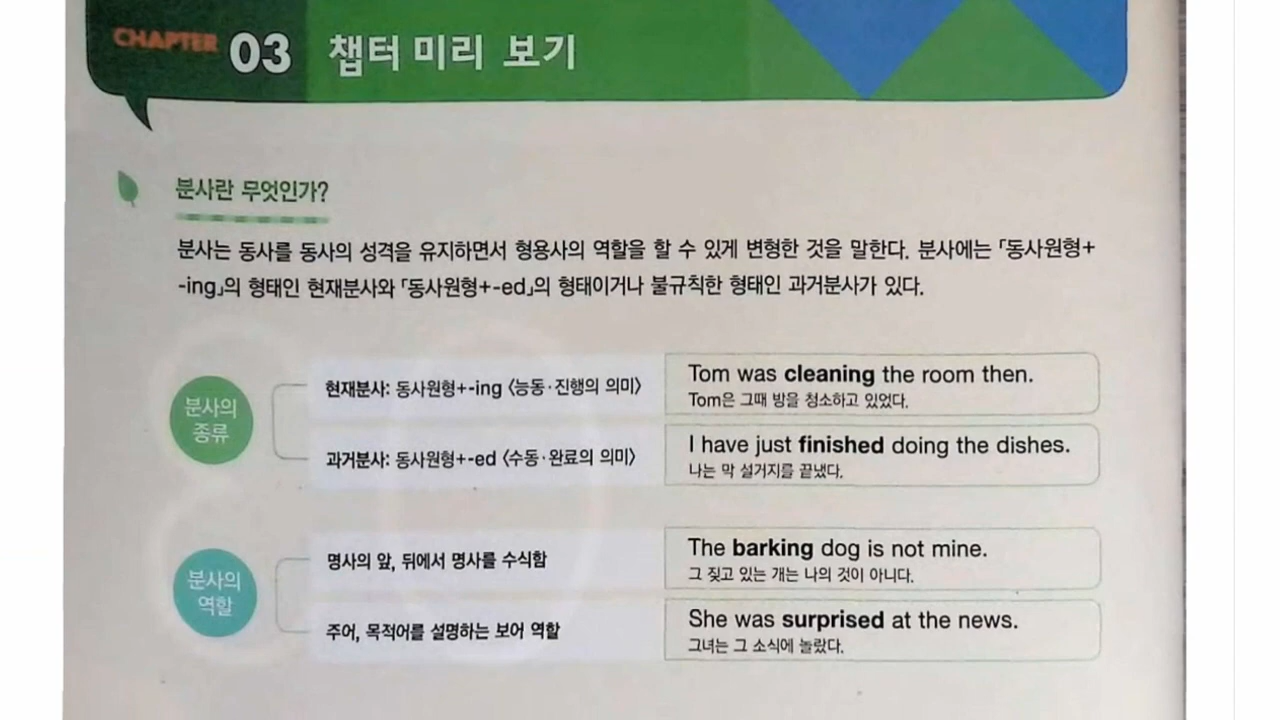 CHAPTER 03 챕터 미리 보기
분사란 무엇인가?
분사는 동사를 동사의 성격을 유지하면서 형용사의 역할을 할 수 있게 변형한 것을 말한다. 분사에는 「동사원형+
-ing」의 형태인 현재분사와 「동사원형+-ed」의 형태이거나 불규칙한 형태인 과거분사가 있다.
분사의
종류
현재분사: 동사원형+-ing 〈능동·진행의 의미〉
Tom was cleaning the room then.
Tom은 그때 방을 청소하고 있었다.
과거분사: 동사원형+-ed 〈수동·완료의 의미〉
I have just finished doing the dishes.
나는 막 설거지를 끝냈다.
분사의
역할
명사의 앞, 뒤에서 명사를 수식함
The barking dog is not mine.
그 짖고 있는 개는 나의 것이 아니다.
주어, 목적어를 설명하는 보어 역할
She was surprised at the news.
그녀는 그 소식에 놀랐다.